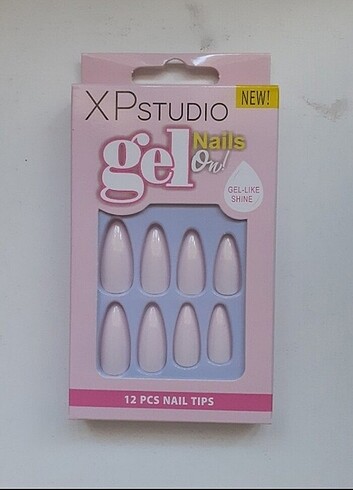 XPSTUDIO
NEW!
gel Nails
On!
GEL-LIKE
SHINE
12 PCS NAIL TIPS